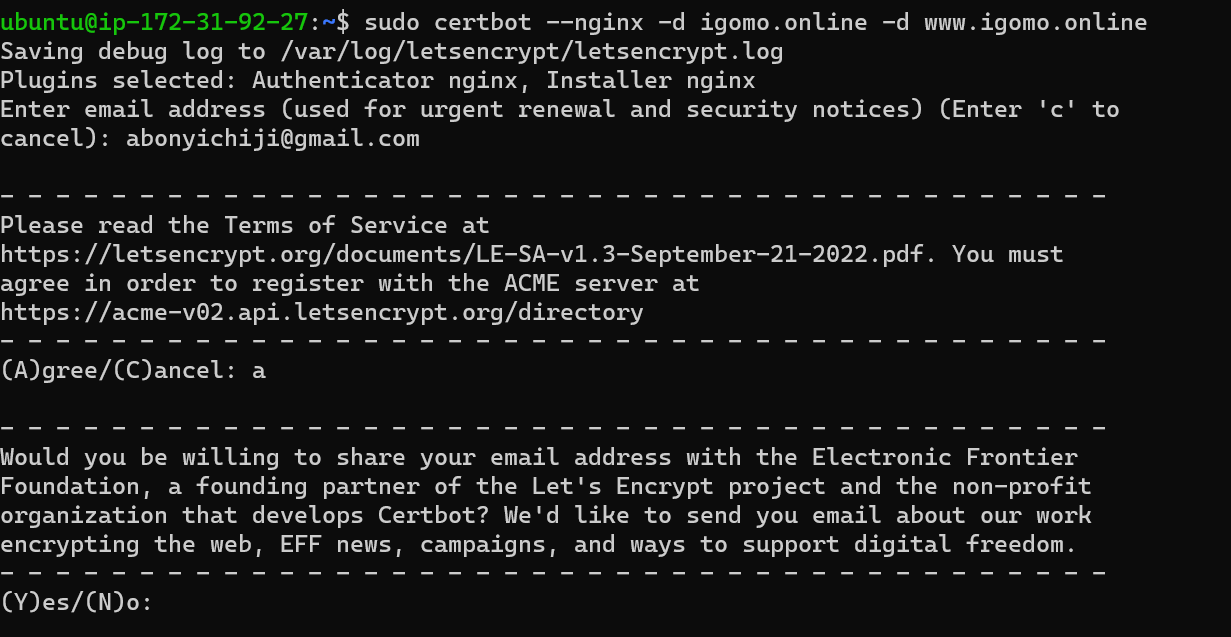 ubuntu@ip-172-31-92-27:~$ sudo certbot --nginx -d igomo.online -d www.igomo.online
Saving debug log to /var/log/letsencrypt/letsencrypt.log
Plugins selected: Authenticator nginx, Installer nginx
Enter email address (used for urgent renewal and security notices) (Enter 'c' to
cancel): abonyichiji@gmail.com
- - - - - - - - - - - - - - - - - - - - - - - - - - - - - - - - - - - - - - - -
Please read the Terms of Service at
https://letsencrypt.org/documents/LE-SA-v1.3-September-21-2022.pdf. You must
agree in order to register with the ACME server at
https://acme-v02.api.letsencrypt.org/directory
- - - - - - - - - - - - - - - - - - - - - - - - - - - - - - - - - - - - - - - -
(A)gree/(C)ancel: a
- - - - - - - - - - - - - - - - - - - - - - - - - - - - - - - - - - - - - - - -
Would you be willing to share your email address with the Electronic Frontier
Foundation, a founding partner of the Let's Encrypt project and the non-profit
organization that develops Certbot? We'd like to send you email about our work
encrypting the web, EFF news, campaigns, and ways to support digital freedom.
- - - - - - - - - - - - - - - - - - - - - - - - - - - - - - - - - - - - - - - -
(Y)es/(N)o: